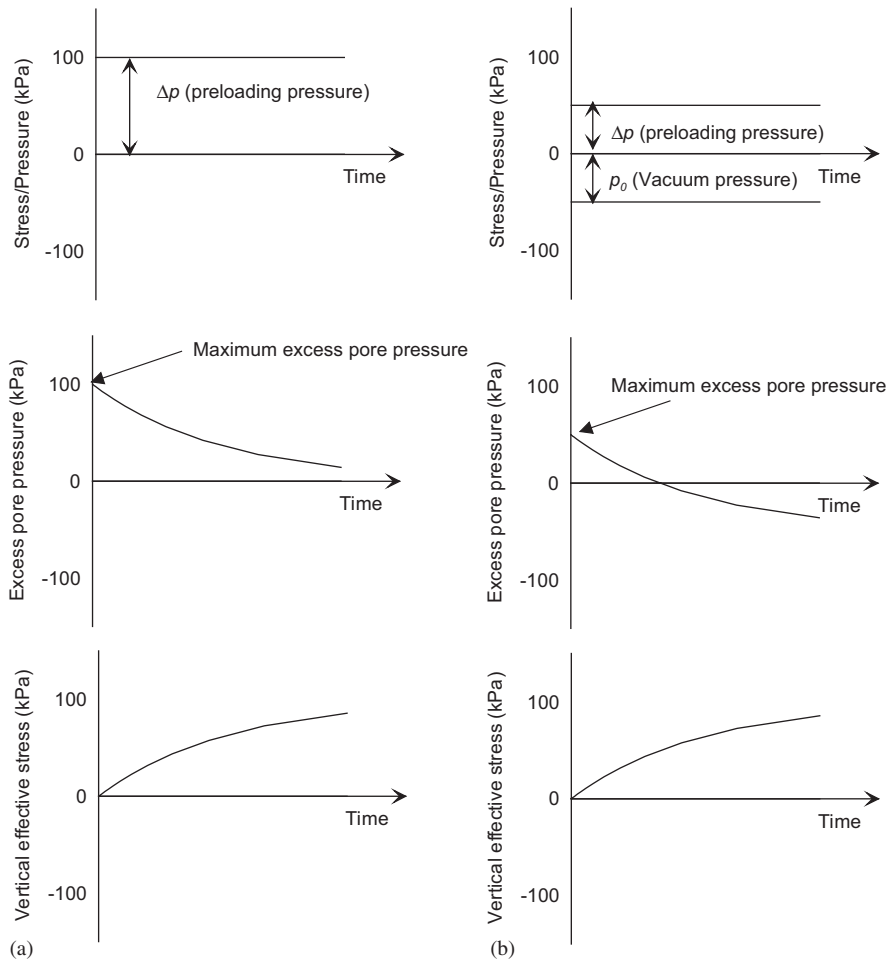 Stress/Pressure (kPa)
100
0
-100
Δp (preloading pressure)
Time
Excess pore pressure (kPa)
100
0
-100
Maximum excess pore pressure
Time
Vertical effective stress (kPa)
100
0
-100
Time
(a)
Stress/Pressure (kPa)
100
0
-100
Δp (preloading pressure)
p0 (Vacuum pressure)
Time
Excess pore pressure (kPa)
100
0
-100
Maximum excess pore pressure
Time
Vertical effective stress (kPa)
100
0
-100
Time
(b)